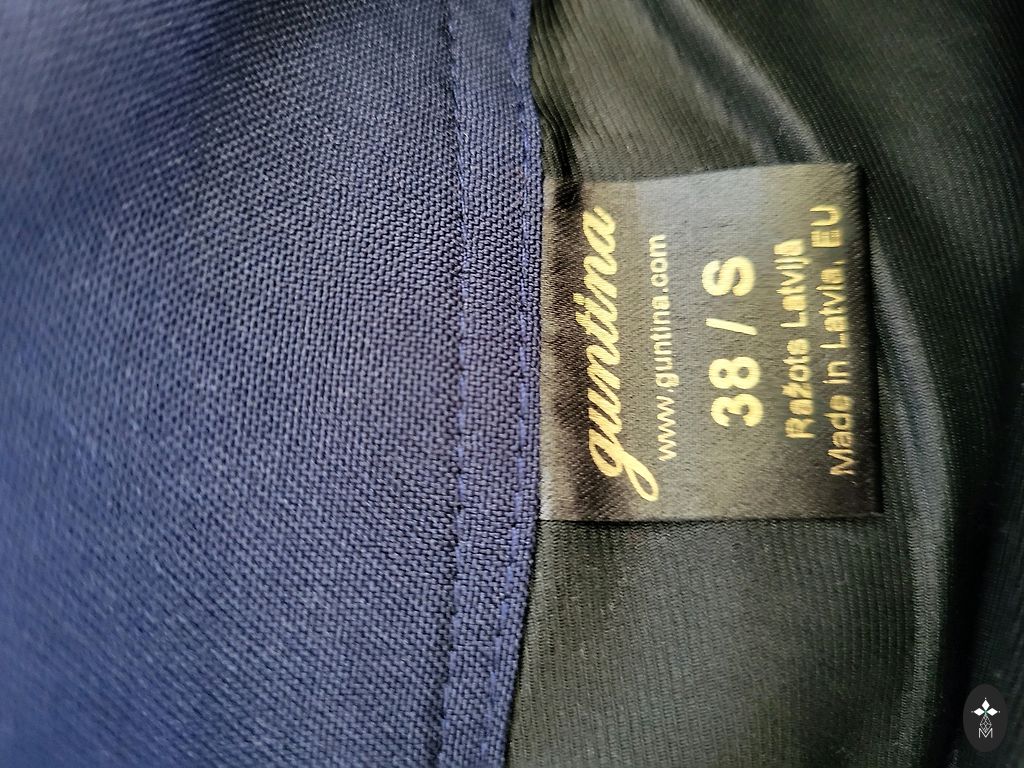 guntina
www.guntina.com
38 / S
Ražots Latvijā
Made in Latvia, EU
M